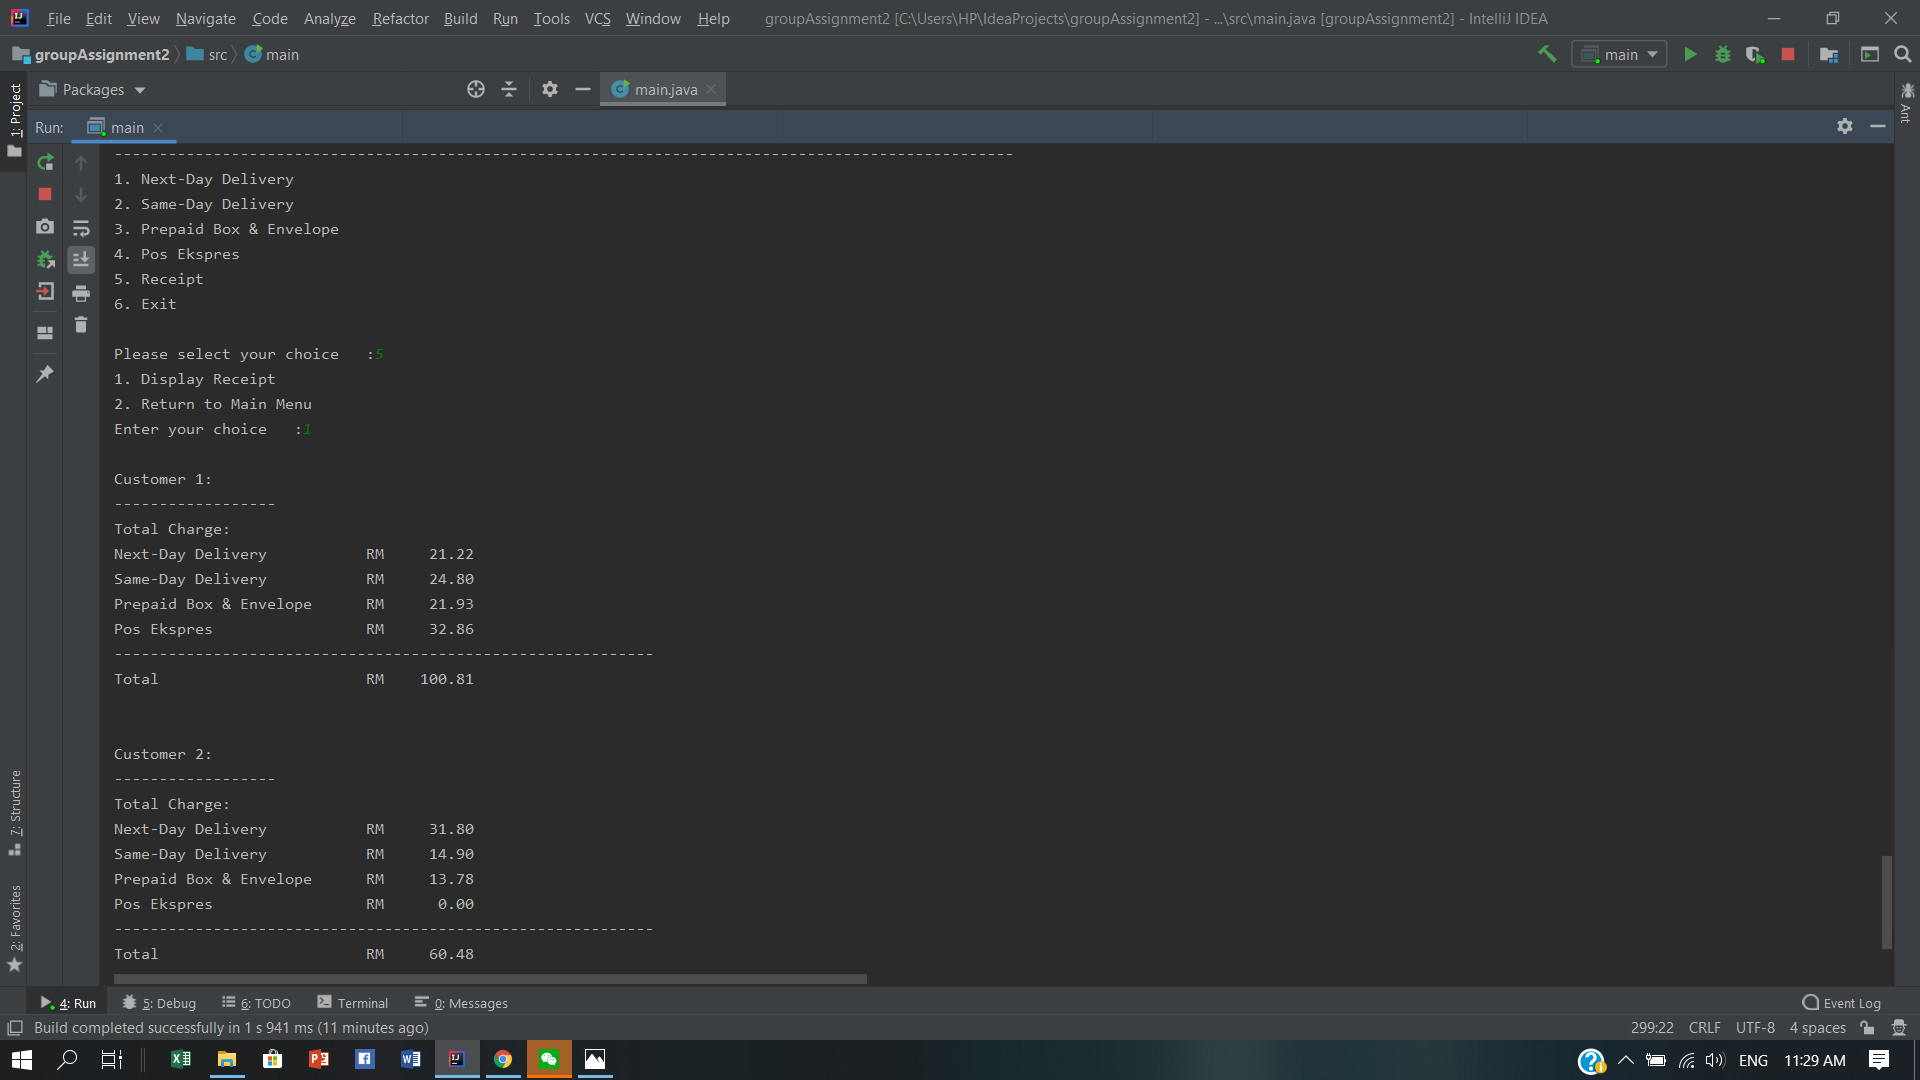 File Edit View Navigate Code Analyze Refactor Build Run Tools VCS Window Help groupAssignment2 [C:\Users\HP\IdeaProjects\groupAssignment2] - ...\src\main.java [groupAssignment2] - IntelliJ IDEA
groupAssignment2 src main main
1: Project
Packages main.java
Ant
Run: main
----------------------------------------------------------------------------------------------------
1. Next-Day Delivery
2. Same-Day Delivery
3. Prepaid Box & Envelope
4. Pos Ekspres
5. Receipt
6. Exit
Please select your choice   :5
1. Display Receipt
2. Return to Main Menu
Enter your choice   :1
Customer 1:
------------------
Total Charge:
Next-Day Delivery           RM     21.22
Same-Day Delivery           RM     24.80
Prepaid Box & Envelope      RM     21.93
Pos Ekspres                 RM     32.86
------------------------------------------------------------
Total                       RM    100.81
Customer 2:
------------------
Total Charge:
Next-Day Delivery           RM     31.80
Same-Day Delivery           RM     14.90
Prepaid Box & Envelope      RM     13.78
Pos Ekspres                 RM      0.00
------------------------------------------------------------
Total                       RM     60.48
7: Structure
2: Favorites
4: Run 5: Debug 6: TODO Terminal 0: Messages Event Log
Build completed successfully in 1 s 941 ms (11 minutes ago) 299:22 CRLF UTF-8 4 spaces
ENG 11:29 AM